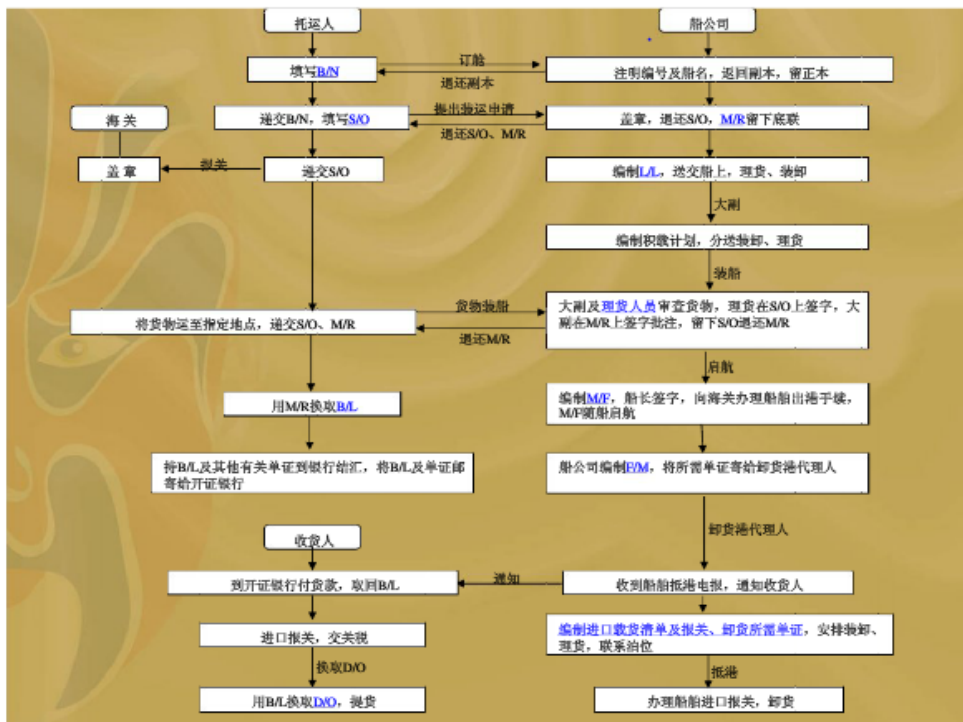 托运人
船公司
订舱
填写B/N
退还副本
注明编号及船名，返回副本，留正本
提出装运申请
海关
递交B/N，填写S/O
盖章，退还S/O，M/R留下底联
退还S/O、M/R
报关
盖章
递交S/O
编制L/L，送交船上，理货、装卸
大副
编制积载计划，分送装卸、理货
装船
货物装船
将货物运至指定地点，递交S/O、M/R
大副及理货人员审查货物，理货在S/O上签字，大
副在M/R上签字批注，留下S/O退还M/R
退还M/R
启航
用M/R换取B/L
编制M/F，船长签字，向海关办理船舶出港手续，
M/F随船启航
持B/L及其他有关单证到银行结汇，将B/L及单证邮
寄给开证银行
船公司编制F/M，将所需单证寄给卸货港代理人
收货人
卸货港代理人
到开证银行付货款，取回B/L
通知
收到船舶抵港电报，通知收货人
进口报关，交关税
编制进口载货清单及报关、卸货所需单证，安排装卸、
理货，联系泊位
换取D/O
抵港
用B/L换取D/O，提货
办理船舶进口报关，卸货